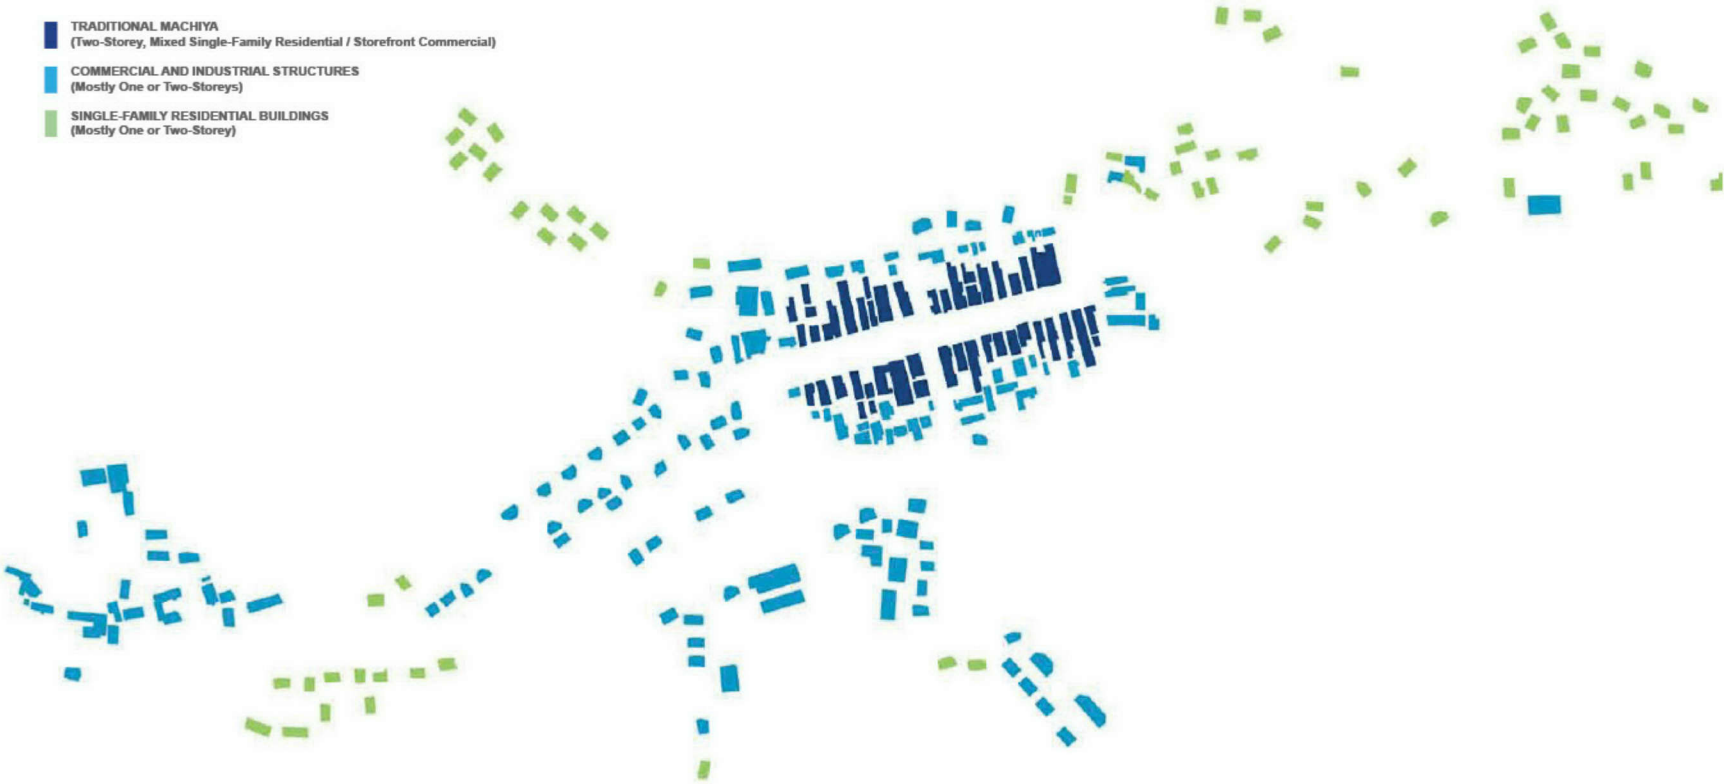 TRADITIONAL MACHIYA
(Two-Storey, Mixed Single-Family Residential / Storefront Commercial)
COMMERCIAL AND INDUSTRIAL STRUCTURES
(Mostly One or Two-Storeys)
SINGLE-FAMILY RESIDENTIAL BUILDINGS
(Mostly One or Two-Storey)